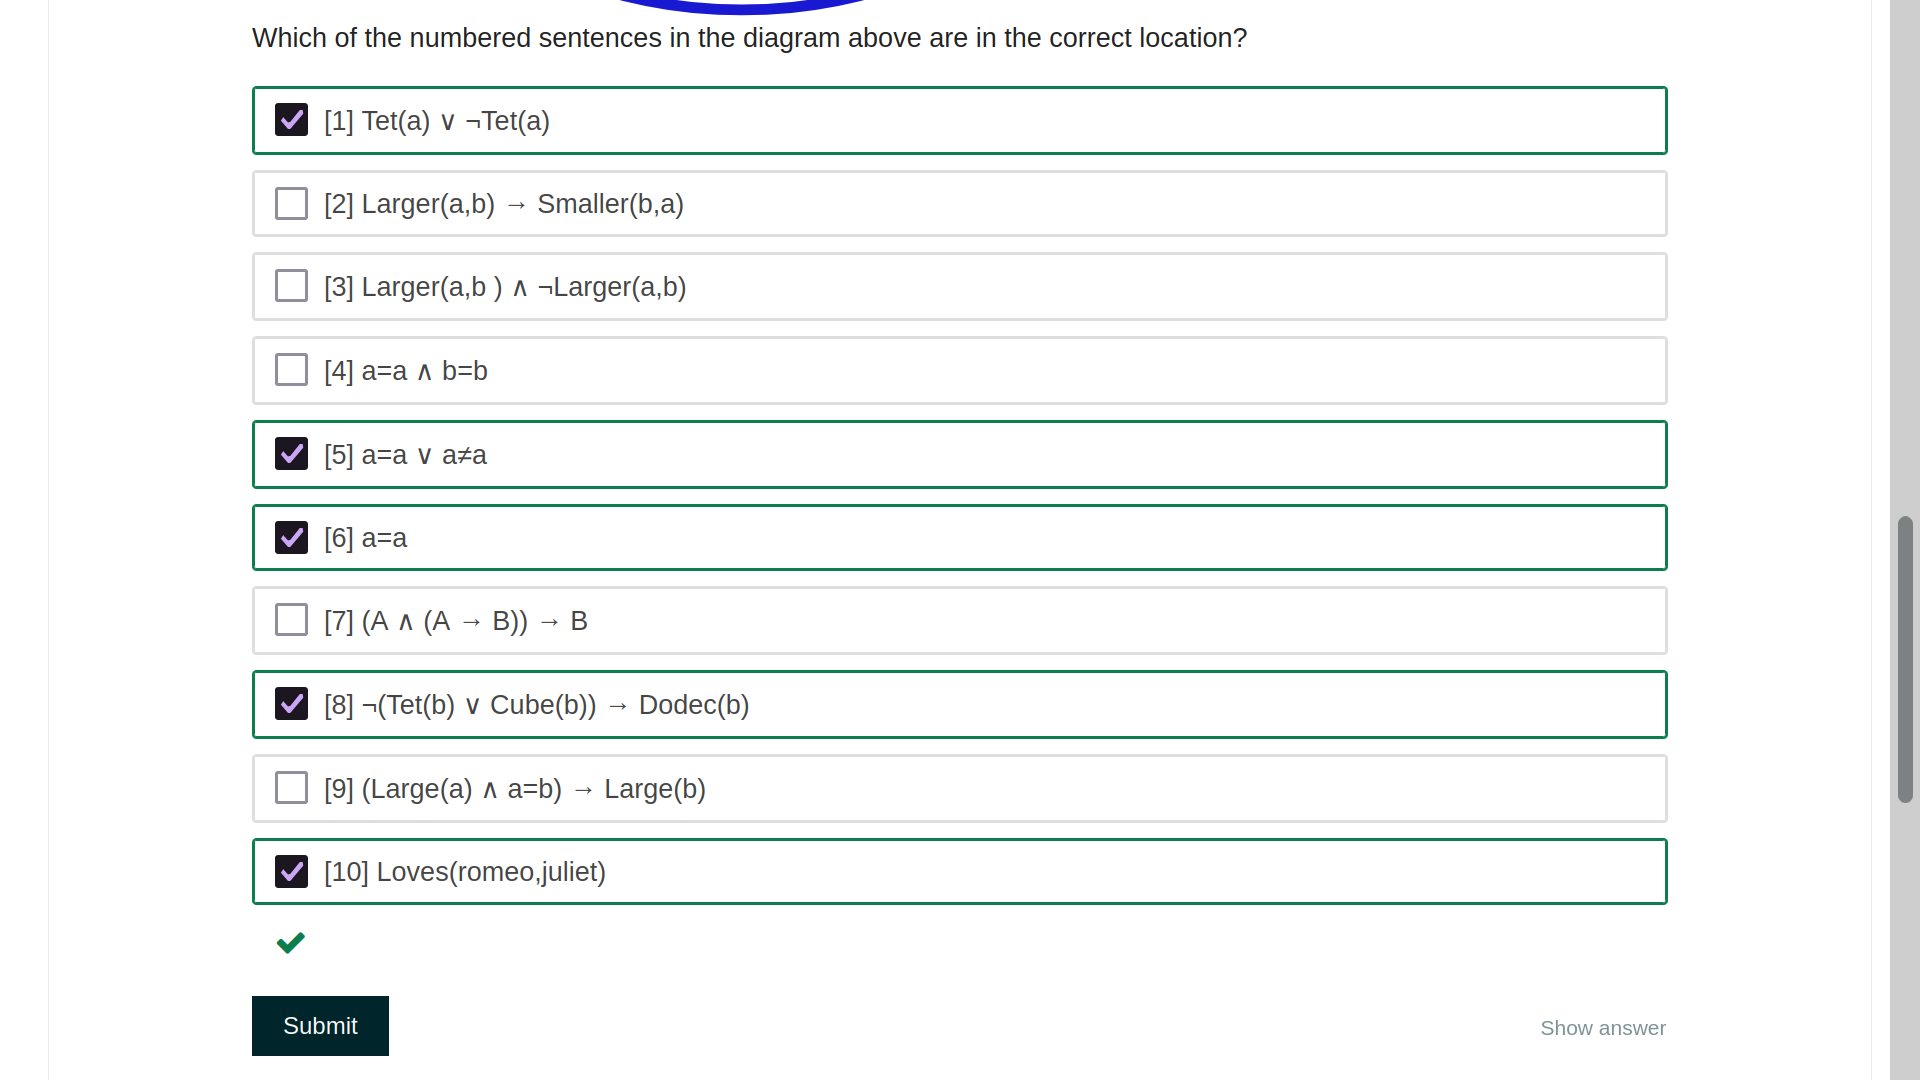 Which of the numbered sentences in the diagram above are in the correct location?
[1] Tet(a) ∨ ¬Tet(a)
[2] Larger(a,b) → Smaller(b,a)
[3] Larger(a,b ) ∧ ¬Larger(a,b)
[4] a=a ∧ b=b
[5] a=a ∨ a≠a
[6] a=a
[7] (A ∧ (A → B)) → B
[8] ¬(Tet(b) ∨ Cube(b)) → Dodec(b)
[9] (Large(a) ∧ a=b) → Large(b)
[10] Loves(romeo,juliet)
Submit
Show answer